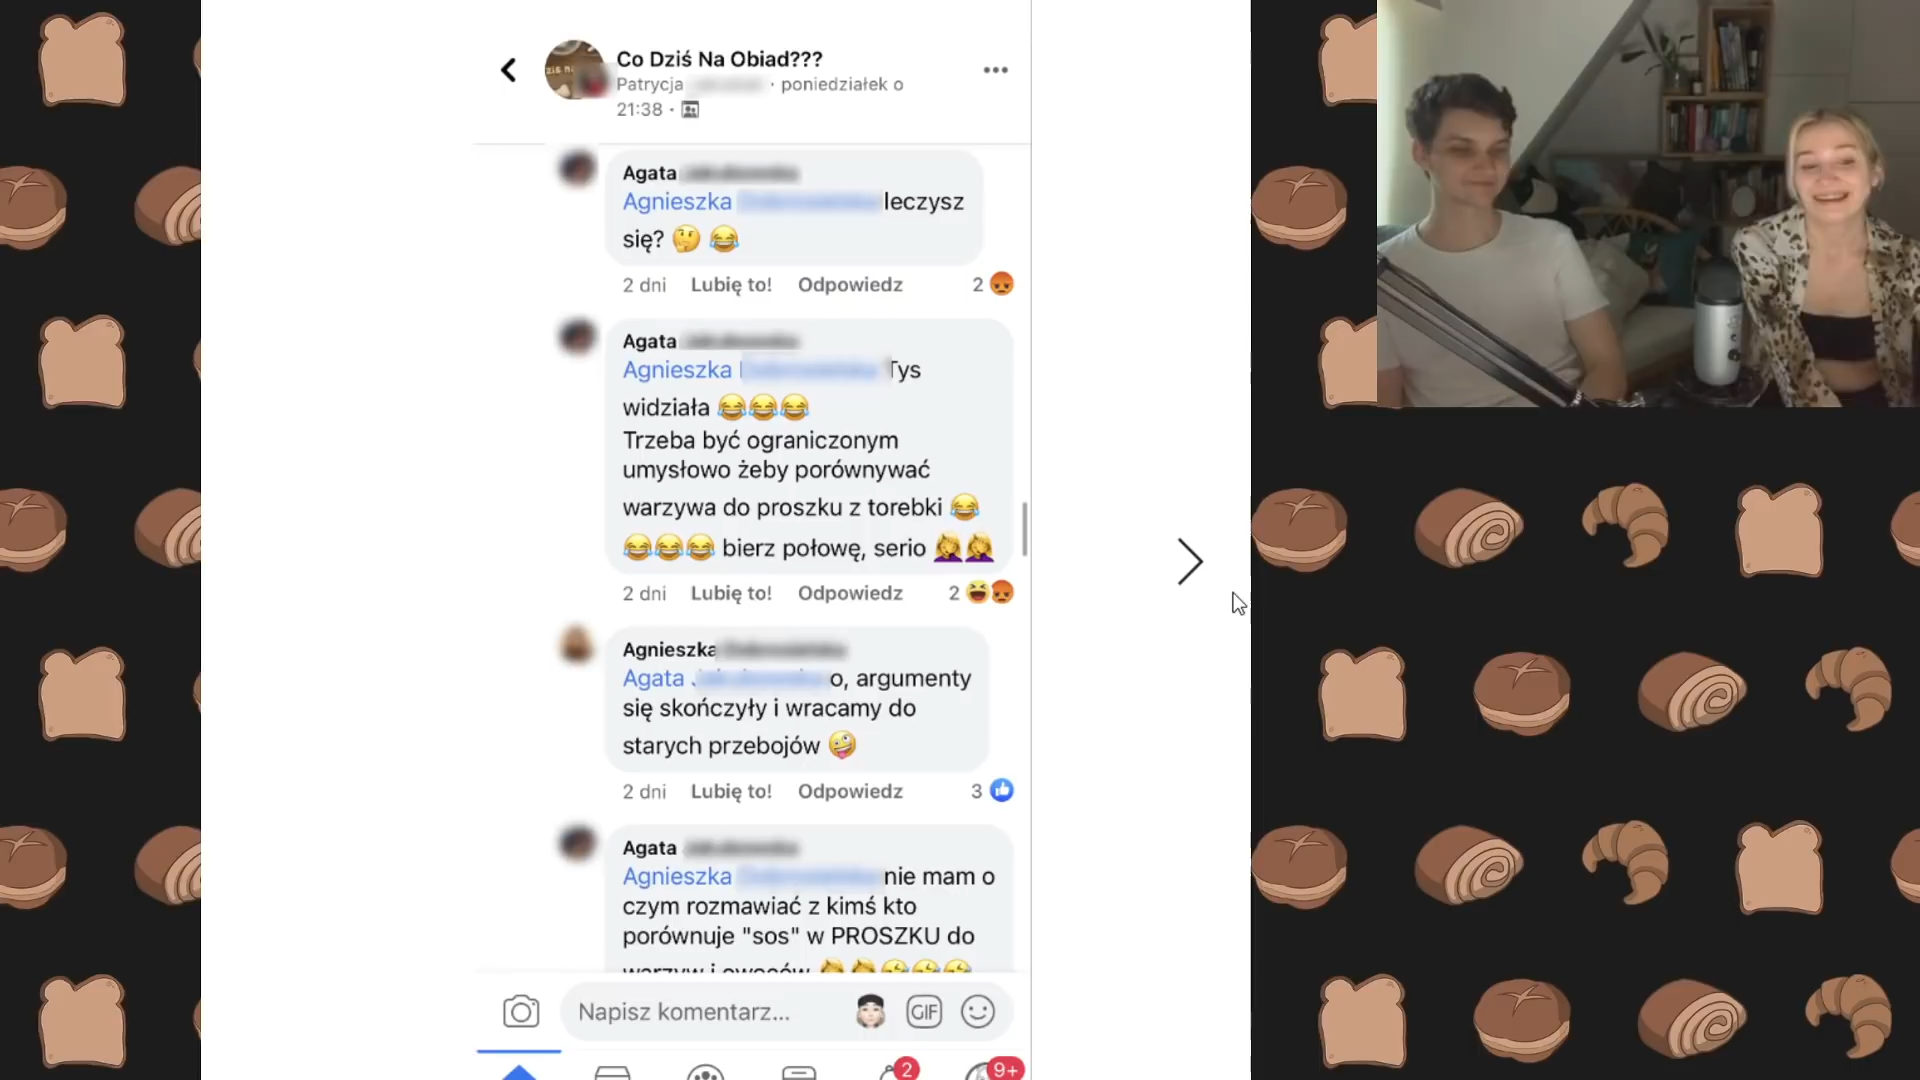 Co Dziś Na Obiad???
Patrycja · poniedziałek o
21:38 ·
Agata
Agnieszka leczysz
się? 🤔 😂
2 dni Lubię to! Odpowiedz 2 😡
Agata
Agnieszka Tys
widziała 😂😂😂
Trzeba być ograniczonym
umysłowo żeby porównywać
warzywa do proszku z torebki 😂
😂😂😂 bierz połowę, serio 🤦‍♀️🤦‍♀️
2 dni Lubię to! Odpowiedz 2 😆😡
Agnieszka
Agata o, argumenty
się skończyły i wracamy do
starych przebojów 🤪
2 dni Lubię to! Odpowiedz 3 👍
Agata
Agnieszka nie mam o
czym rozmawiać z kimś kto
porównuje "sos" w PROSZKU do
warzyw i owoców
Napisz komentarz... GIF
2 9+